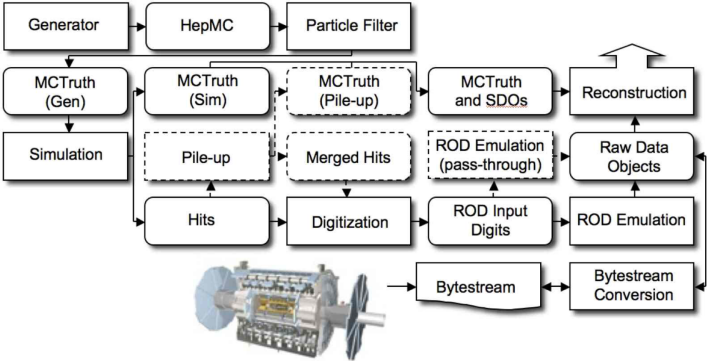 Generator
HepMC
Particle Filter
MCTruth
(Gen)
MCTruth
(Sim)
MCTruth
(Pile-up)
MCTruth
and SDOs
Reconstruction
Simulation
Pile-up
Merged Hits
ROD Emulation
(pass-through)
Raw Data
Objects
Hits
Digitization
ROD Input
Digits
ROD Emulation
Bytestream
Bytestream
Conversion